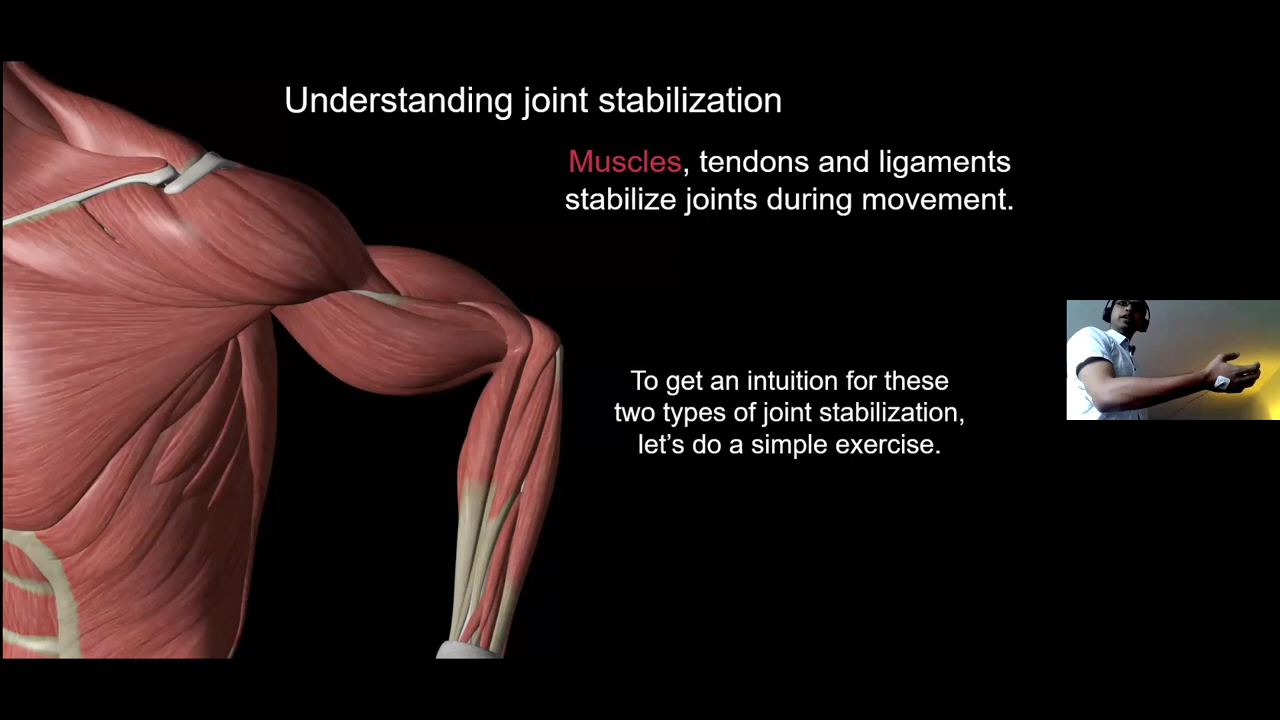 Understanding joint stabilization
Muscles, tendons and ligaments
stabilize joints during movement.
To get an intuition for these
two types of joint stabilization,
let’s do a simple exercise.